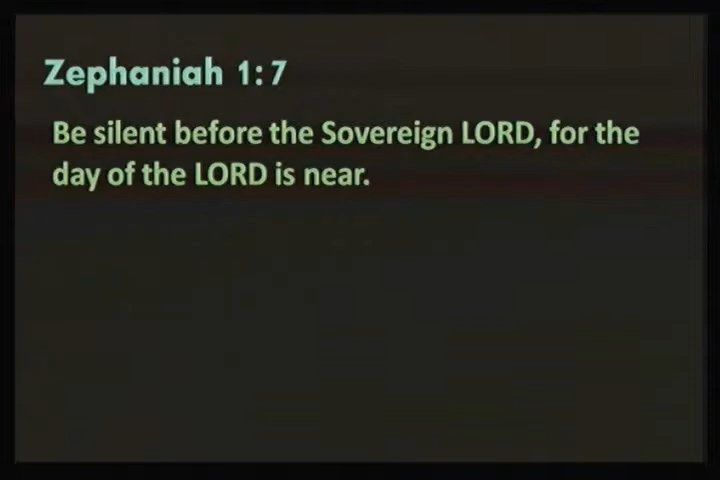 Zephaniah 1:7
Be silent before the Sovereign LORD, for the
day of the LORD is near.